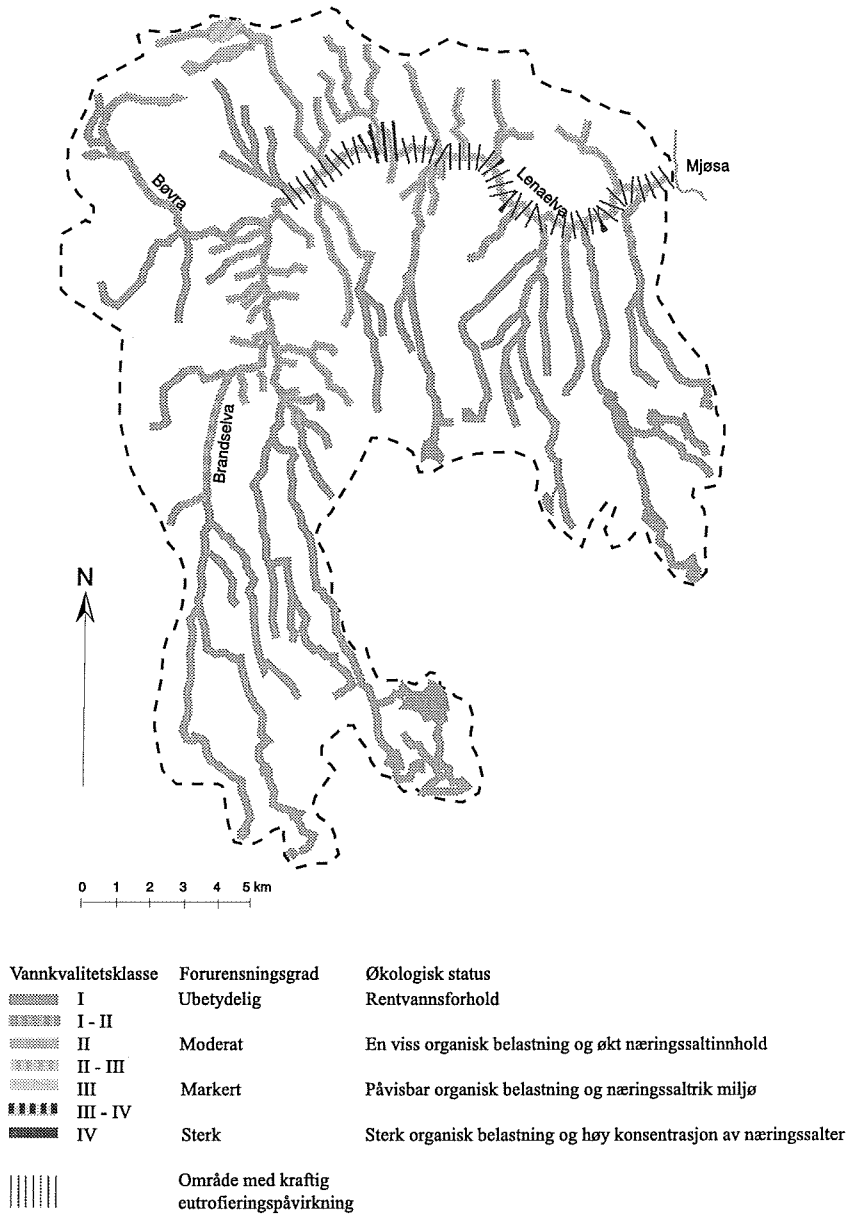 Mjøsa
Bøvra
Lenaelva
Brandselva
N
0 1 2 3 4 5 km
Vannkvalitetsklasse Forurensningsgrad Økologisk status
I Ubetydelig Rentvannsforhold
I - II
II Moderat En viss organisk belastning og økt næringssaltinnhold
II - III
III Markert Påvisbar organisk belastning og næringssaltrik miljø
III - IV
IV Sterk Sterk organisk belastning og høy konsentrasjon av næringssalter
Område med kraftig
eutrofieringspåvirkning